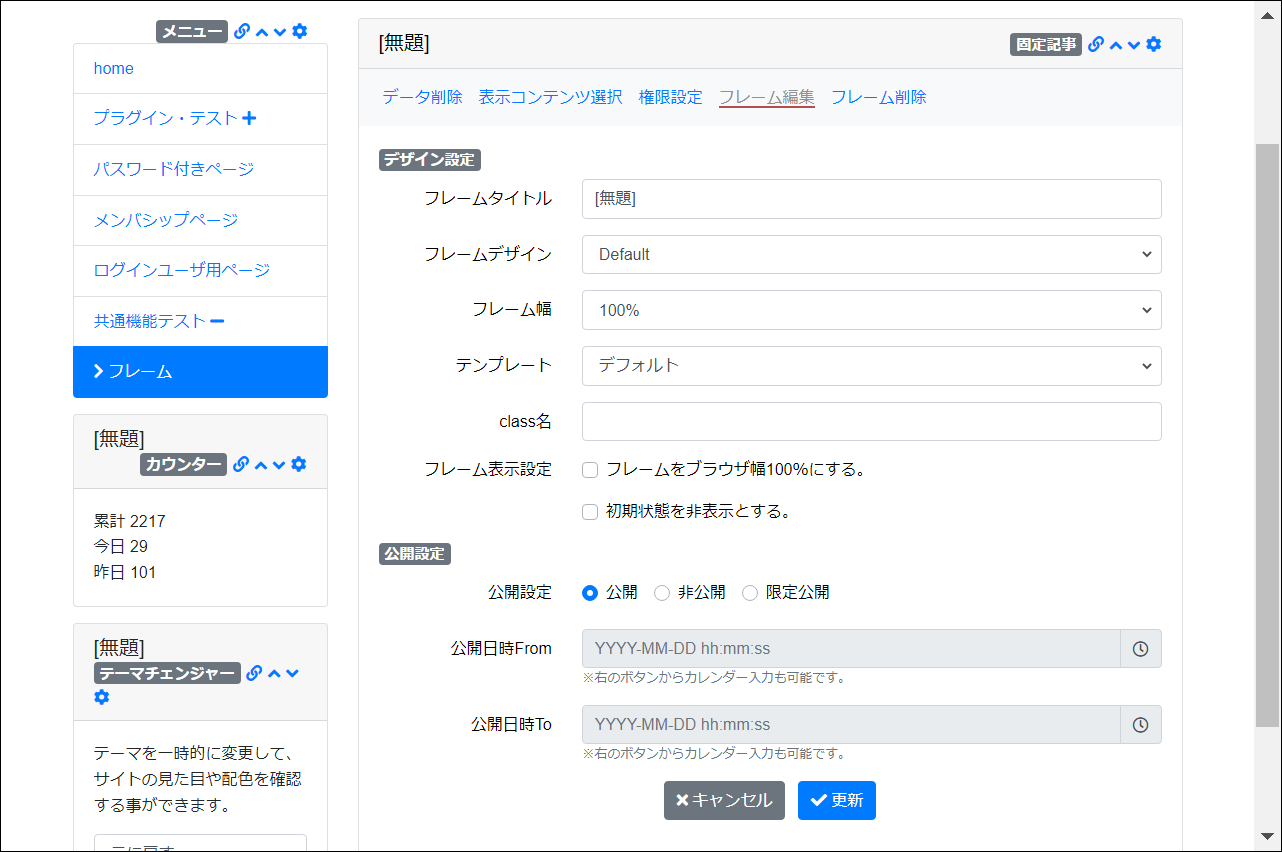 メニュー
home
プラグイン・テスト
パスワード付きページ
メンバシップページ
ログインユーザ用ページ
共通機能テスト
フレーム
[無題]
カウンター
累計 2217
今日 29
昨日 101
[無題]
テーマチェンジャー
テーマを一時的に変更して、
サイトの見た目や配色を確認
する事ができます。
[無題]
固定記事
データ削除 表示コンテンツ選択 権限設定 フレーム編集 フレーム削除
デザイン設定
フレームタイトル [無題]
フレームデザイン Default
フレーム幅 100%
テンプレート デフォルト
class名
フレーム表示設定 フレームをブラウザ幅100%にする。
初期状態を非表示とする。
公開設定
公開設定 公開 非公開 限定公開
公開日時From YYYY-MM-DD hh:mm:ss
※右のボタンからカレンダー入力も可能です。
公開日時To YYYY-MM-DD hh:mm:ss
※右のボタンからカレンダー入力も可能です。
キャンセル 更新